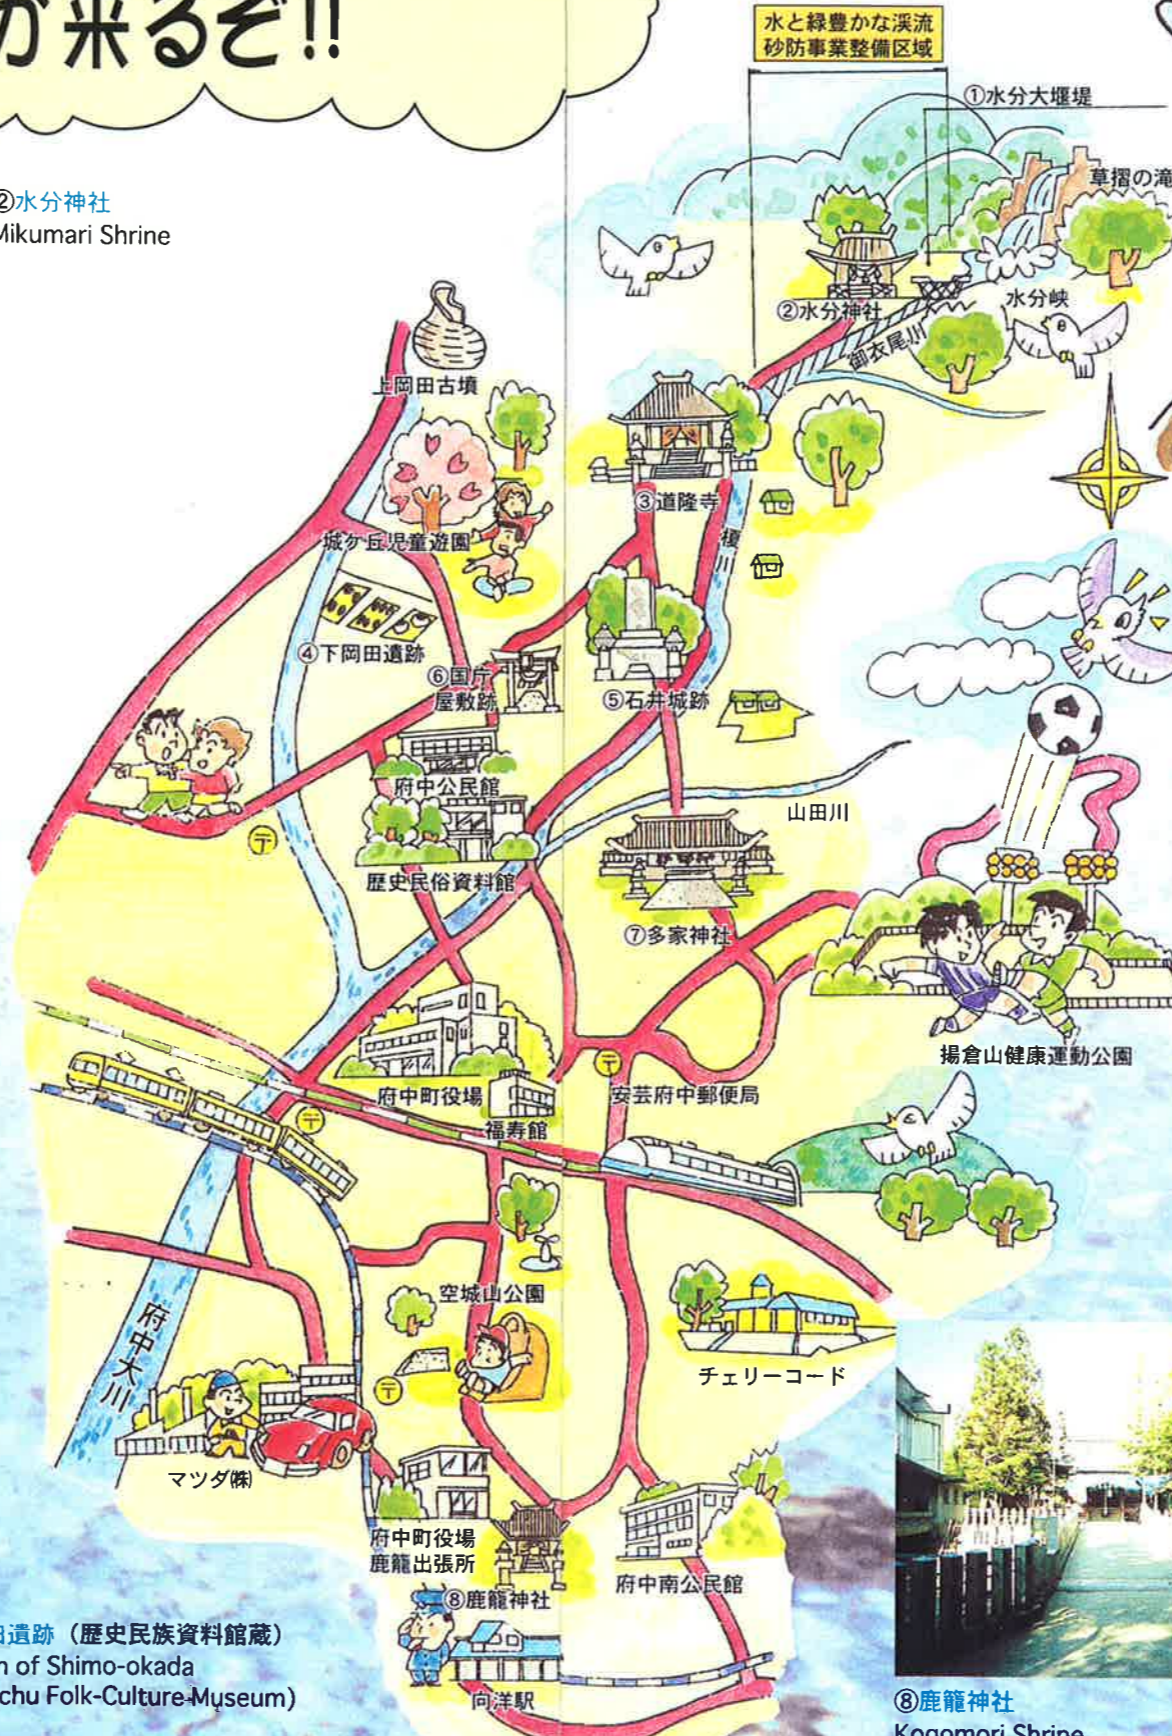 が来るぞ!!
水と緑豊かな渓流
砂防事業整備区域
①水分大堰堤
草摺の滝
②水分神社
Mikumari Shrine
②水分神社
水分峡
御衣尾川
上岡田古墳
③道隆寺
榎川
城ケ丘児童遊園
④下岡田遺跡
⑥国庁
屋敷跡
⑤石井城跡
府中公民館
山田川
歴史民俗資料館
⑦多家神社
揚倉山健康運動公園
府中町役場
安芸府中郵便局
福寿館
空城山公園
府中大川
チェリーコード
マツダ㈱
府中町役場
鹿籠出張所
府中南公民館
⑧鹿籠神社
向洋駅
遺跡（歴史民族資料館蔵）
of Shimo-okada
chu Folk-Culture Museum)
⑧鹿籠神社
Kogomori Shrine